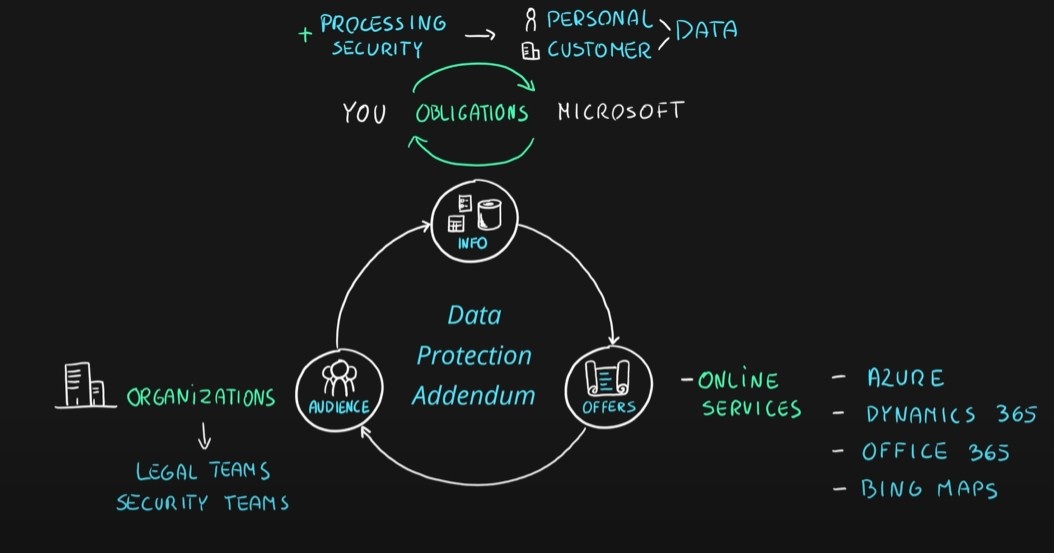 + PROCESSING
SECURITY
PERSONAL
CUSTOMER
DATA
YOU OBLIGATIONS MICROSOFT
INFO
Data
Protection
Addendum
ORGANiZATIONS
LEGAL TEAMS
SECURITY TEAMS
AUDIENCE
OFFERS
- ONLINE
SERVICES
- AZURE
- DYNAMICS 365
- OFFICE 365
- BING MAPS